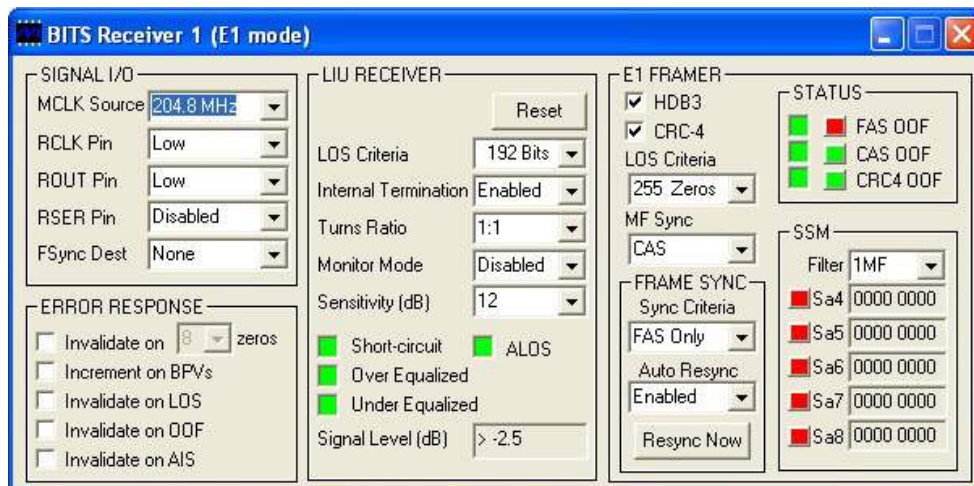 BITS Receiver 1 (E1 mode)
SIGNAL I/O
MCLK Source 204.8 MHz
RCLK Pin Low
ROUT Pin Low
RSER Pin Disabled
FSync Dest None
ERROR RESPONSE
Invalidate on 8 zeros
Increment on BPVs
Invalidate on LOS
Invalidate on OOF
Invalidate on AIS
LIU RECEIVER
Reset
LOS Criteria 192 Bits
Internal Termination Enabled
Turns Ratio 1:1
Monitor Mode Disabled
Sensitivity (dB) 12
Short-circuit ALOS
Over Equalized
Under Equalized
Signal Level (dB) > -2.5
E1 FRAMER
HDB3
CRC-4
LOS Criteria
255 Zeros
MF Sync
CAS
FRAME SYNC
Sync Criteria
FAS Only
Auto Resync
Enabled
Resync Now
STATUS
FAS OOF
CAS OOF
CRC4 OOF
SSM
Filter 1MF
Sa4 0000 0000
Sa5 0000 0000
Sa6 0000 0000
Sa7 0000 0000
Sa8 0000 0000